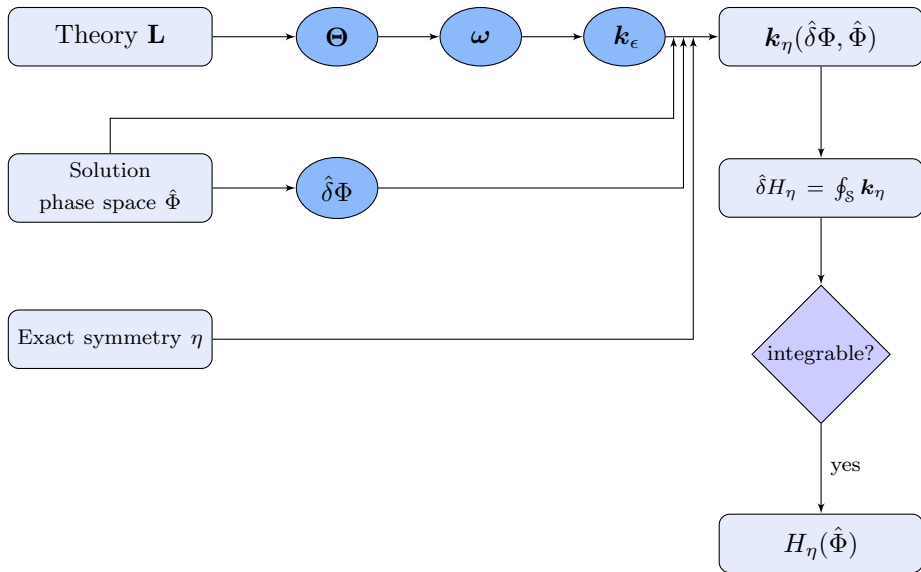 Theory L
Θ
ω
k_ϵ
k_η(δ̂Φ, Φ̂)
Solution
phase space Φ̂
δ̂Φ
δ̂H_η = ∮_𝕊 k_η
Exact symmetry η
integrable?
yes
H_η(Φ̂)